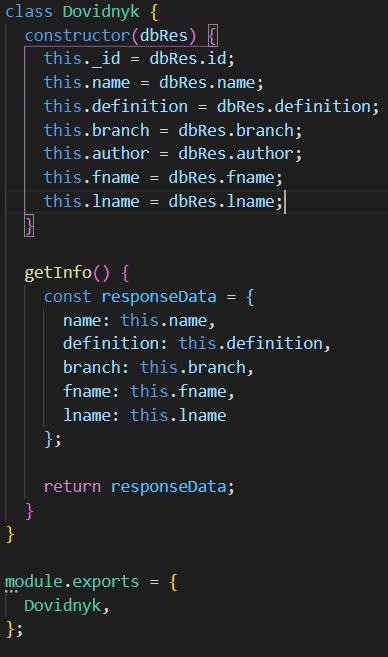 class Dovidnyk {
  constructor(dbRes) {
    this._id = dbRes.id;
    this.name = dbRes.name;
    this.definition = dbRes.definition;
    this.branch = dbRes.branch;
    this.author = dbRes.author;
    this.fname = dbRes.fname;
    this.lname = dbRes.lname;
  }

  getInfo() {
    const responseData = {
      name: this.name,
      definition: this.definition,
      branch: this.branch,
      fname: this.fname,
      lname: this.lname
    };

    return responseData;
  }
}

module.exports = {
  Dovidnyk,
};